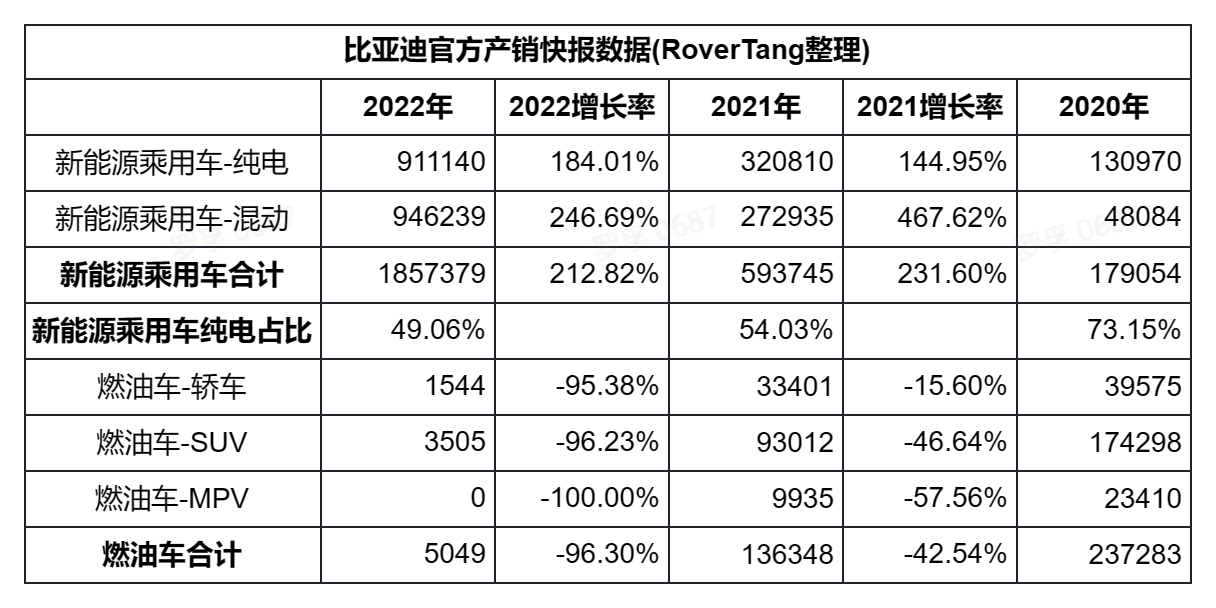 比亚迪官方产销快报数据(RoverTang整理)
2022年 2022增长率 2021年 2021增长率 2020年
新能源乘用车-纯电 911140 184.01% 320810 144.95% 130970
新能源乘用车-混动 946239 246.69% 272935 467.62% 48084
新能源乘用车合计 1857379 212.82% 593745 231.60% 179054
新能源乘用车纯电占比 49.06% 54.03% 73.15%
燃油车-轿车 1544 -95.38% 33401 -15.60% 39575
燃油车-SUV 3505 -96.23% 93012 -46.64% 174298
燃油车-MPV 0 -100.00% 9935 -57.56% 23410
燃油车合计 5049 -96.30% 136348 -42.54% 237283
罗孚 0687